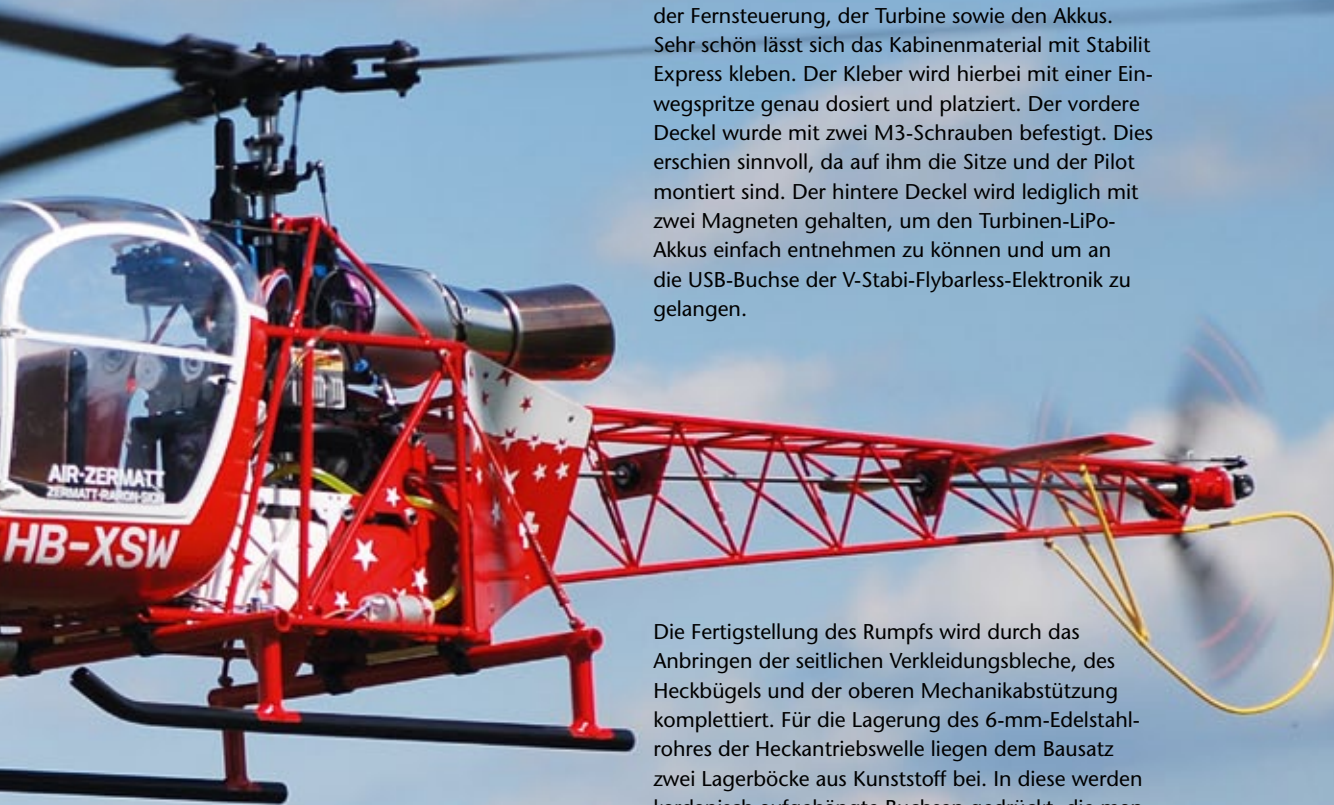 der Fernsteuerung, der Turbine sowie den Akkus.
Sehr schön lässt sich das Kabinenmaterial mit Stabilit
Express kleben. Der Kleber wird hierbei mit einer Ein-
wegspritze genau dosiert und platziert. Der vordere
Deckel wurde mit zwei M3-Schrauben befestigt. Dies
erschien sinnvoll, da auf ihm die Sitze und der Pilot
montiert sind. Der hintere Deckel wird lediglich mit
zwei Magneten gehalten, um den Turbinen-LiPo-
Akkus einfach entnehmen zu können und um an
die USB-Buchse der V-Stabi-Flybarless-Elektronik zu
gelangen.
AIR-ZERMATT
ZERMATT-RARON-SION
HB-XSW
Die Fertigstellung des Rumpfs wird durch das
Anbringen der seitlichen Verkleidungsbleche, des
Heckbügels und der oberen Mechanikabstützung
komplettiert. Für die Lagerung des 6-mm-Edelstahl-
rohres der Heckantriebswelle liegen dem Bausatz
zwei Lagerböcke aus Kunststoff bei. In diese werden
kardanisch aufgehängte Buchsen gedrückt, die man